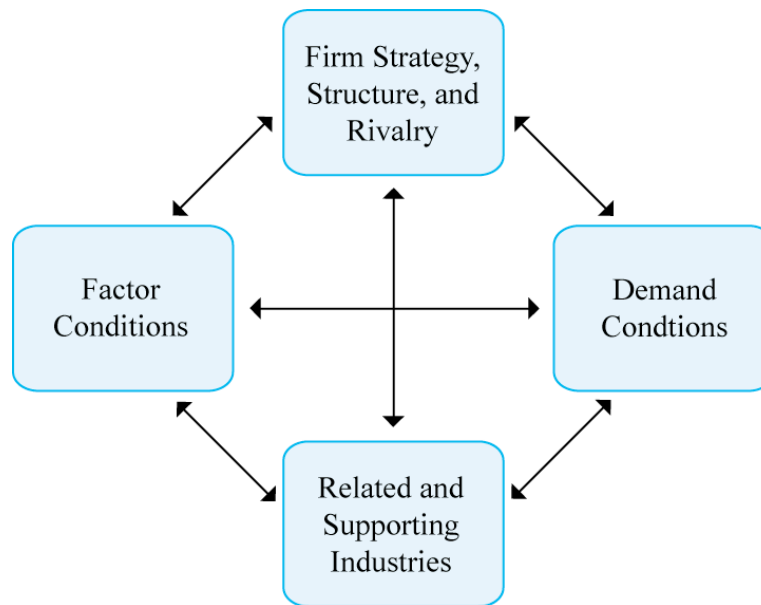 Firm Strategy,
Structure, and
Rivalry
Factor
Conditions
Demand
Condtions
Related and
Supporting
Industries